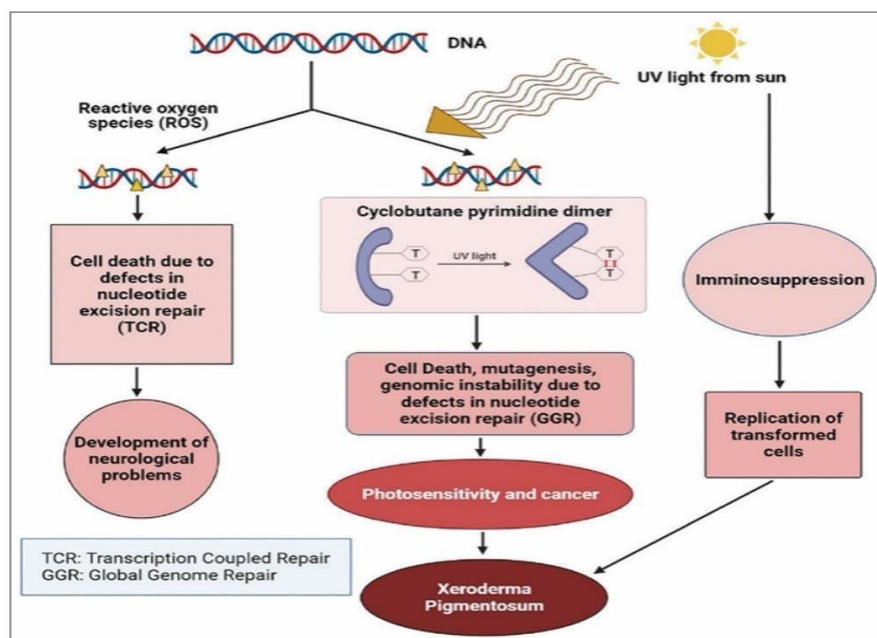 DNA
UV light from sun
Reactive oxygen
species (ROS)
Cyclobutane pyrimidine dimer
T
T
UV light
T
T
Cell death due to
defects in
nucleotide
excision repair
(TCR)
Imminosuppression
Cell Death, mutagenesis,
genomic instability due to
defects in nucleotide
excision repair (GGR)
Development of
neurological
problems
Replication of
transformed
cells
Photosensitivity and cancer
TCR: Transcription Coupled Repair
GGR: Global Genome Repair
Xeroderma
Pigmentosum